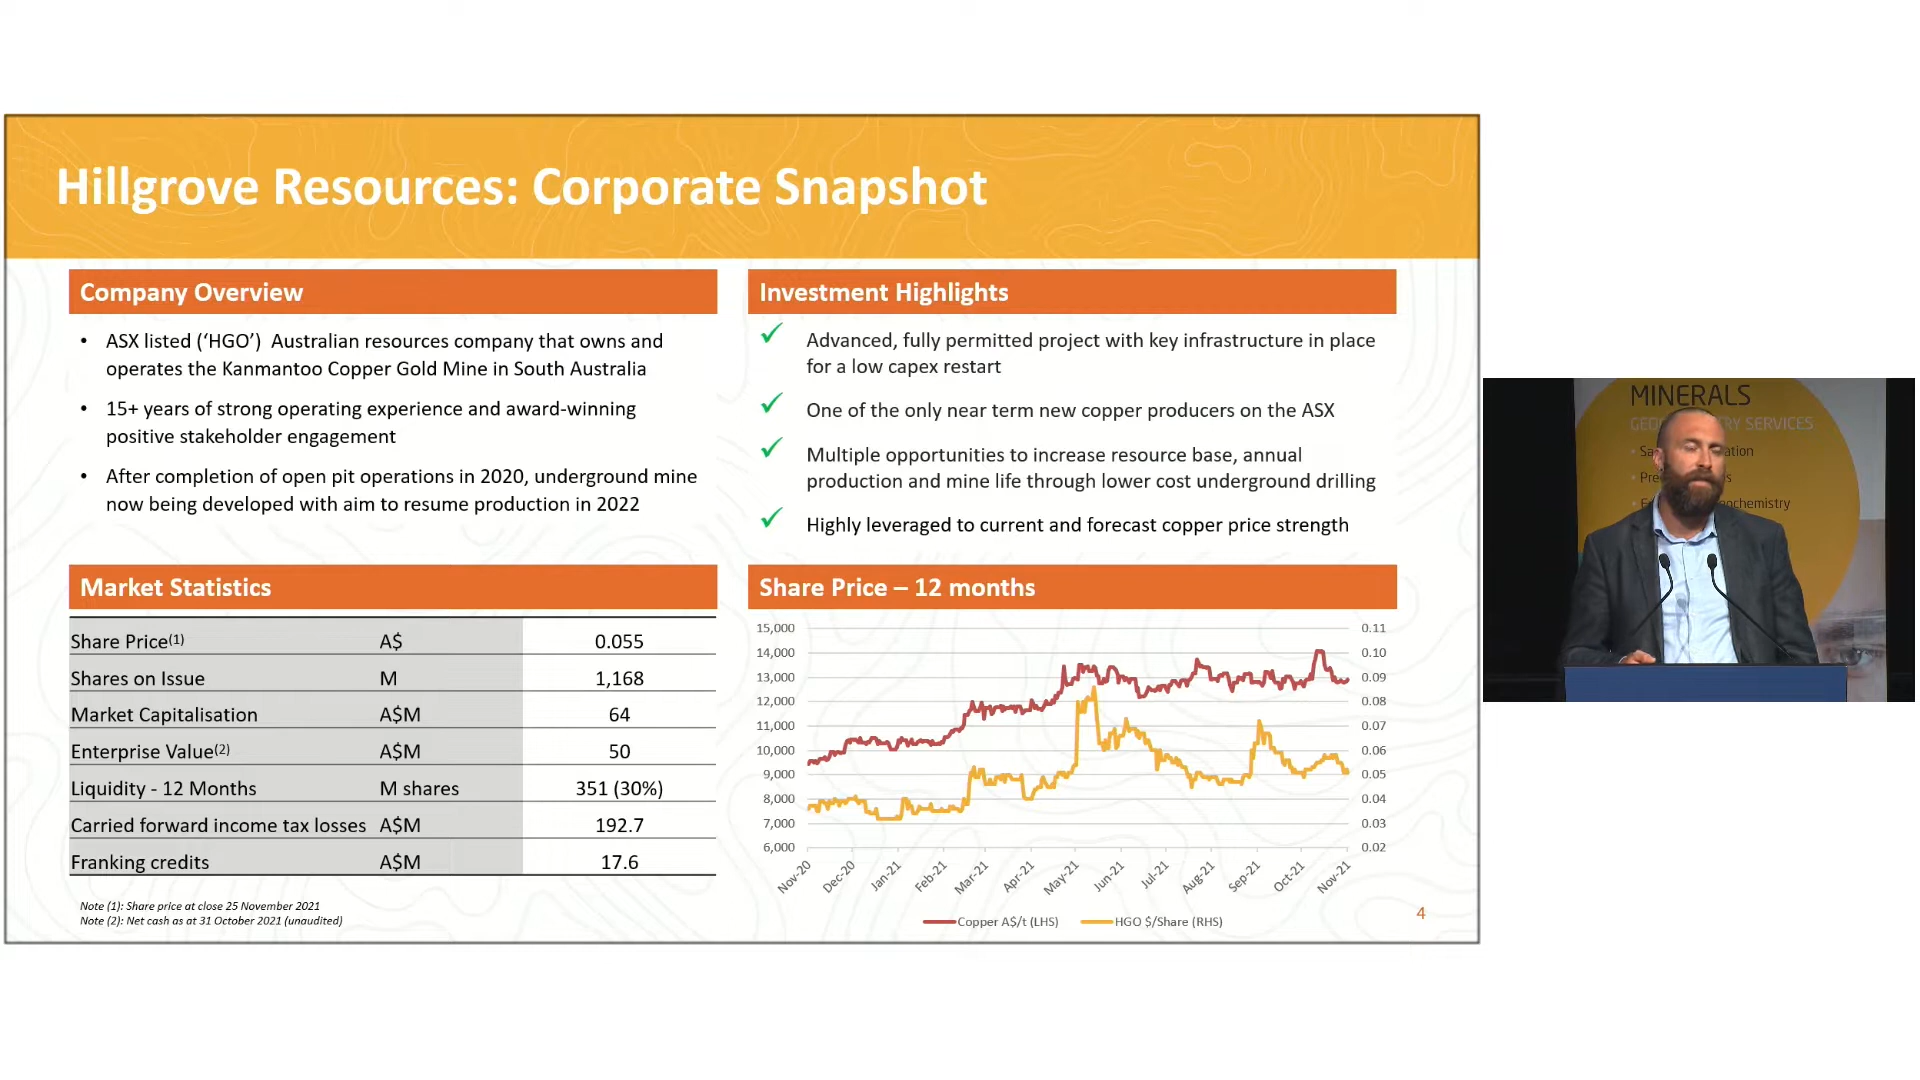 Hillgrove Resources: Corporate Snapshot
Company Overview
• ASX listed (‘HGO’) Australian resources company that owns and
operates the Kanmantoo Copper Gold Mine in South Australia
• 15+ years of strong operating experience and award-winning
positive stakeholder engagement
• After completion of open pit operations in 2020, underground mine
now being developed with aim to resume production in 2022
Investment Highlights
✓ Advanced, fully permitted project with key infrastructure in place
for a low capex restart
✓ One of the only near term new copper producers on the ASX
✓ Multiple opportunities to increase resource base, annual
production and mine life through lower cost underground drilling
✓ Highly leveraged to current and forecast copper price strength
Market Statistics
Share Price(1) A$ 0.055
Shares on Issue M 1,168
Market Capitalisation A$M 64
Enterprise Value(2) A$M 50
Liquidity - 12 Months M shares 351 (30%)
Carried forward income tax losses A$M 192.7
Franking credits A$M 17.6
Note (1): Share price at close 25 November 2021
Note (2): Net cash as at 31 October 2021 (unaudited)
Share Price – 12 months
15,000 0.11
14,000 0.10
13,000 0.09
12,000 0.08
11,000 0.07
10,000 0.06
9,000 0.05
8,000 0.04
7,000 0.03
6,000 0.02
Nov-20 Dec-20 Jan-21 Feb-21 Mar-21 Apr-21 May-21 Jun-21 Jul-21 Aug-21 Sep-21 Oct-21 Nov-21
Copper A$/t (LHS) HGO $/Share (RHS)
4
MINERALS
SERVICES